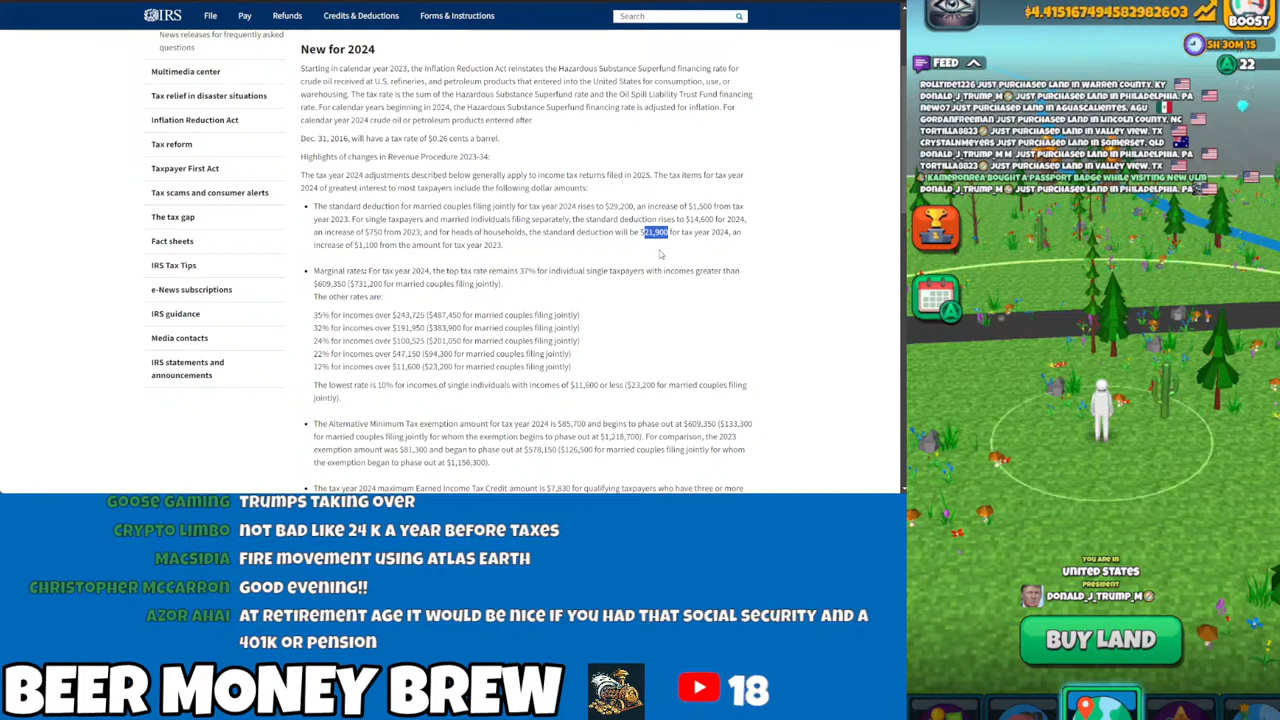 IRS
File
Pay
Refunds
Credits & Deductions
Forms & Instructions
Search
News releases for frequently asked
questions
Multimedia center
Tax relief in disaster situations
Inflation Reduction Act
Tax reform
Taxpayer First Act
Tax scams and consumer alerts
The tax gap
Fact sheets
IRS Tax Tips
e-News subscriptions
IRS guidance
Media contacts
IRS statements and
announcements
New for 2024
Starting in calendar year 2023, the Inflation Reduction Act reinstates the Hazardous Substance Superfund financing rate for
crude oil received at U.S. refineries, and petroleum products that entered into the United States for consumption, use, or
warehousing. The tax rate is the sum of the Hazardous Substance Superfund rate and the Oil Spill Liability Trust Fund financing
rate. For calendar years beginning in 2024, the Hazardous Substance Superfund financing rate is adjusted for inflation. For
calendar year 2024 crude oil or petroleum products entered after
Dec. 31, 2016, will have a tax rate of $0.26 cents a barrel.
Highlights of changes in Revenue Procedure 2023-34:
The tax year 2024 adjustments described below generally apply to income tax returns filed in 2025. The tax items for tax year
2024 of greatest interest to most taxpayers include the following dollar amounts:
• The standard deduction for married couples filing jointly for tax year 2024 rises to $29,200, an increase of $1,500 from tax
year 2023. For single taxpayers and married individuals filing separately, the standard deduction rises to $14,600 for 2024,
an increase of $750 from 2023; and for heads of households, the standard deduction will be $21,900 for tax year 2024, an
increase of $1,100 from the amount for tax year 2023.
• Marginal rates: For tax year 2024, the top tax rate remains 37% for individual single taxpayers with incomes greater than
$609,350 ($731,200 for married couples filing jointly).
The other rates are:
35% for incomes over $243,725 ($487,450 for married couples filing jointly)
32% for incomes over $191,950 ($383,900 for married couples filing jointly)
24% for incomes over $100,525 ($201,050 for married couples filing jointly)
22% for incomes over $47,150 ($94,300 for married couples filing jointly)
12% for incomes over $11,600 ($23,200 for married couples filing jointly)
The lowest rate is 10% for incomes of single individuals with incomes of $11,600 or less ($23,200 for married couples filing
jointly).
• The Alternative Minimum Tax exemption amount for tax year 2024 is $85,700 and begins to phase out at $609,350 ($133,300
for married couples filing jointly for whom the exemption begins to phase out at $1,218,700). For comparison, the 2023
exemption amount was $81,300 and began to phase out at $578,150 ($126,500 for married couples filing jointly for whom
the exemption began to phase out at $1,156,300).
• The tax year 2024 maximum Earned Income Tax Credit amount is $7,830 for qualifying taxpayers who have three or more
GOOSE GAMING TRUMPS TAKING OVER
CRYPTO LIMBO NOT BAD LIKE 24 K A YEAR BEFORE TAXES
MACSIDIA FIRE MOVEMENT USING ATLAS EARTH
CHRISTOPHER MCCARRON GOOD EVENING!!
AZOR AHAI AT RETIREMENT AGE IT WOULD BE NICE IF YOU HAD THAT SOCIAL SECURITY AND A
401K OR PENSION
BEER MONEY BREW
18
$4.415167494582982603
BOOST
5H 30M 15
FEED
22
ROLLTIDE1226 JUST PURCHASED LAND IN WARREN COUNTY, KY
DONALD_J_TRUMP_M JUST PURCHASED LAND IN PHILADELPHIA, PA
NEW07 JUST PURCHASED LAND IN AGUASCALIENTES, AGU
GORDANFREEMAN JUST PURCHASED LAND IN LINCOLN COUNTY, NC
TORTILLA8823 JUST PURCHASED LAND IN VALLEY VIEW, TX
CRYSTALNMEYERS JUST PURCHASED LAND IN CENTRAL SCR, QLD
DONALD_J_TRUMP_M JUST PURCHASED LAND IN PHILADELPHIA, PA
TORTILLA8823 JUST PURCHASED LAND IN VALLEY VIEW, TX
KAMERONREA BOUGHT A PASSPORT BADGE WHILE VISITING NEW ULM
DONALD_J_TRUMP_M JUST PURCHASED LAND IN PHILADELPHIA, PA
YOU ARE IN
UNITED STATES
PRESIDENT
DONALD_J_TRUMP_M
BUY LAND